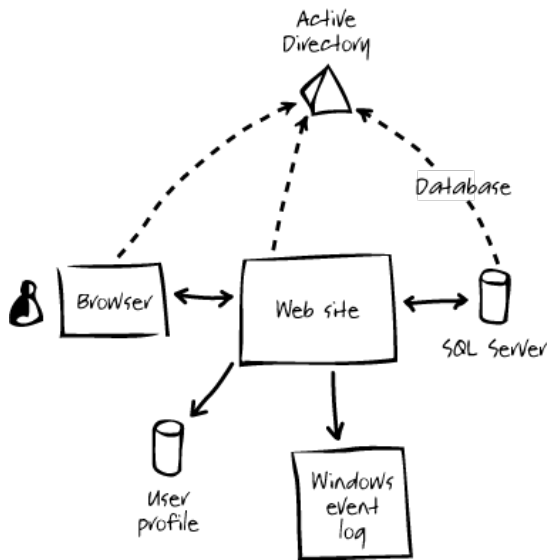 Active
Directory
Database
Browser
Web site
SQL Server
User
profile
Windows
event
log